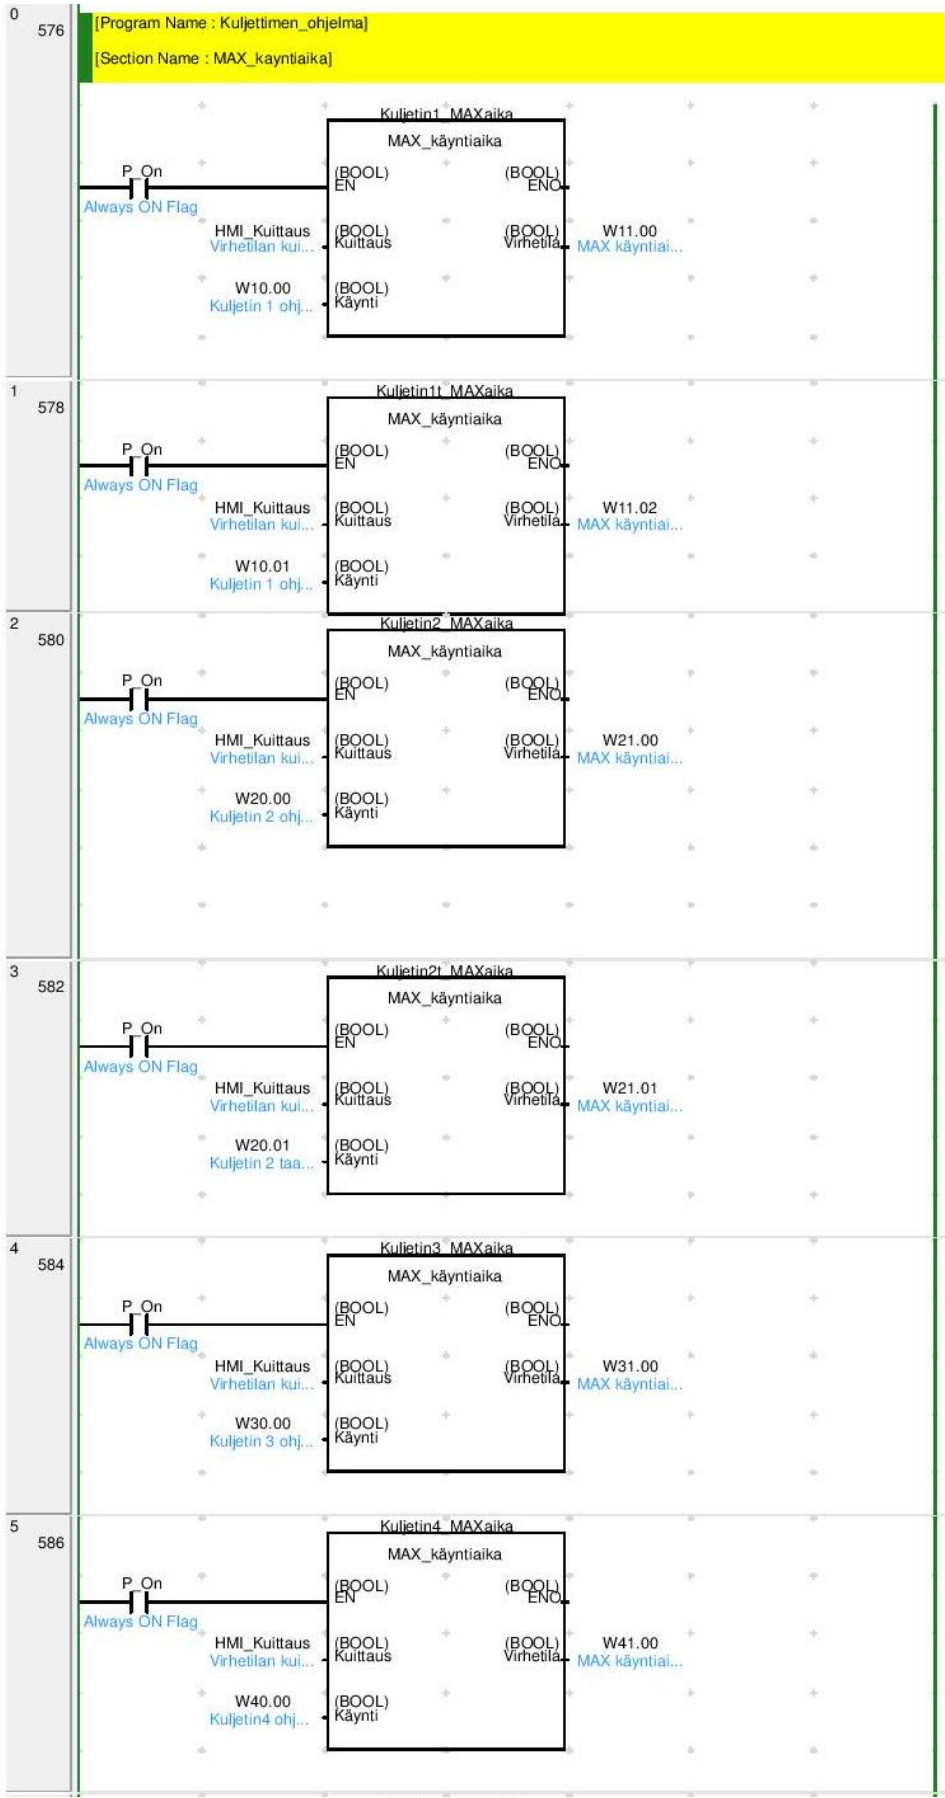 0
576
[Program Name : Kuljettimen_ohjelma]
[Section Name : MAX_kayntiaika]
Kuljetin1_MAXaika
MAX_käyntiaika
P_On
(BOOL) (BOOL)
EN ENO
Always ON Flag
HMI_Kuittaus (BOOL) (BOOL) W11.00
Virhetilan kui... Kuittaus Virhetila MAX käyntiai...
W10.00 (BOOL)
Kuljetin 1 ohj... Käynti
1
578
Kuljetin1t_MAXaika
MAX_käyntiaika
P_On
(BOOL) (BOOL)
EN ENO
Always ON Flag
HMI_Kuittaus (BOOL) (BOOL) W11.02
Virhetilan kui... Kuittaus Virhetila MAX käyntiai...
W10.01 (BOOL)
Kuljetin 1 ohj... Käynti
2
580
Kuljetin2_MAXaika
MAX_käyntiaika
P_On
(BOOL) (BOOL)
EN ENO
Always ON Flag
HMI_Kuittaus (BOOL) (BOOL) W21.00
Virhetilan kui... Kuittaus Virhetila MAX käyntiai...
W20.00 (BOOL)
Kuljetin 2 ohj... Käynti
3
582
Kuljetin2t_MAXaika
MAX_käyntiaika
P_On
(BOOL) (BOOL)
EN ENO
Always ON Flag
HMI_Kuittaus (BOOL) (BOOL) W21.01
Virhetilan kui... Kuittaus Virhetila MAX käyntiai...
W20.01 (BOOL)
Kuljetin 2 taa... Käynti
4
584
Kuljetin3_MAXaika
MAX_käyntiaika
P_On
(BOOL) (BOOL)
EN ENO
Always ON Flag
HMI_Kuittaus (BOOL) (BOOL) W31.00
Virhetilan kui... Kuittaus Virhetila MAX käyntiai...
W30.00 (BOOL)
Kuljetin 3 ohj... Käynti
5
586
Kuljetin4_MAXaika
MAX_käyntiaika
P_On
(BOOL) (BOOL)
EN ENO
Always ON Flag
HMI_Kuittaus (BOOL) (BOOL) W41.00
Virhetilan kui... Kuittaus Virhetila MAX käyntiai...
W40.00 (BOOL)
Kuljetin4 ohj... Käynti